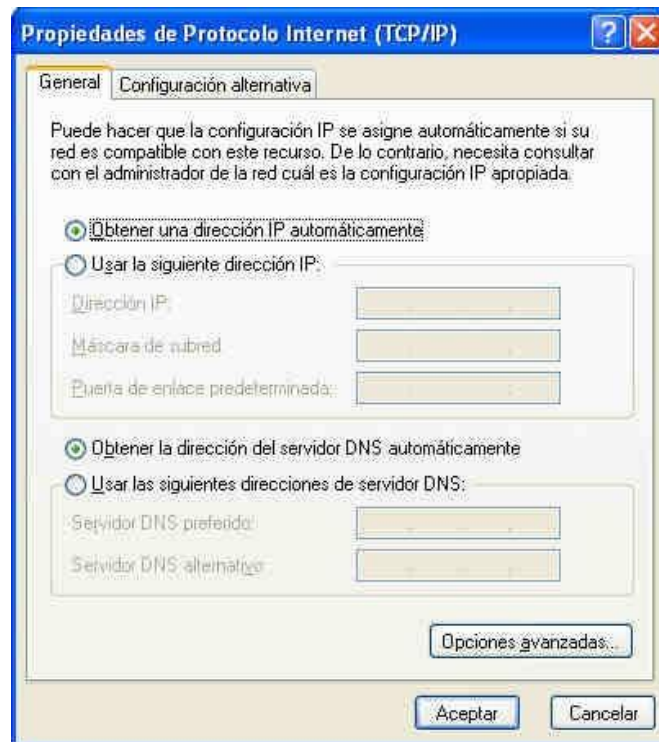 Propiedades de Protocolo Internet (TCP/IP)
General
Configuración alternativa
Puede hacer que la configuración IP se asigne automáticamente si su
red es compatible con este recurso. De lo contrario, necesita consultar
con el administrador de la red cuál es la configuración IP apropiada.
Obtener una dirección IP automáticamente
Usar la siguiente dirección IP:
Dirección IP:
Máscara de subred
Puerta de enlace predeterminada:
Obtener la dirección del servidor DNS automáticamente
Usar las siguientes direcciones de servidor DNS:
Servidor DNS preferido:
Servidor DNS alternativo
Opciones avanzadas...
Aceptar
Cancelar